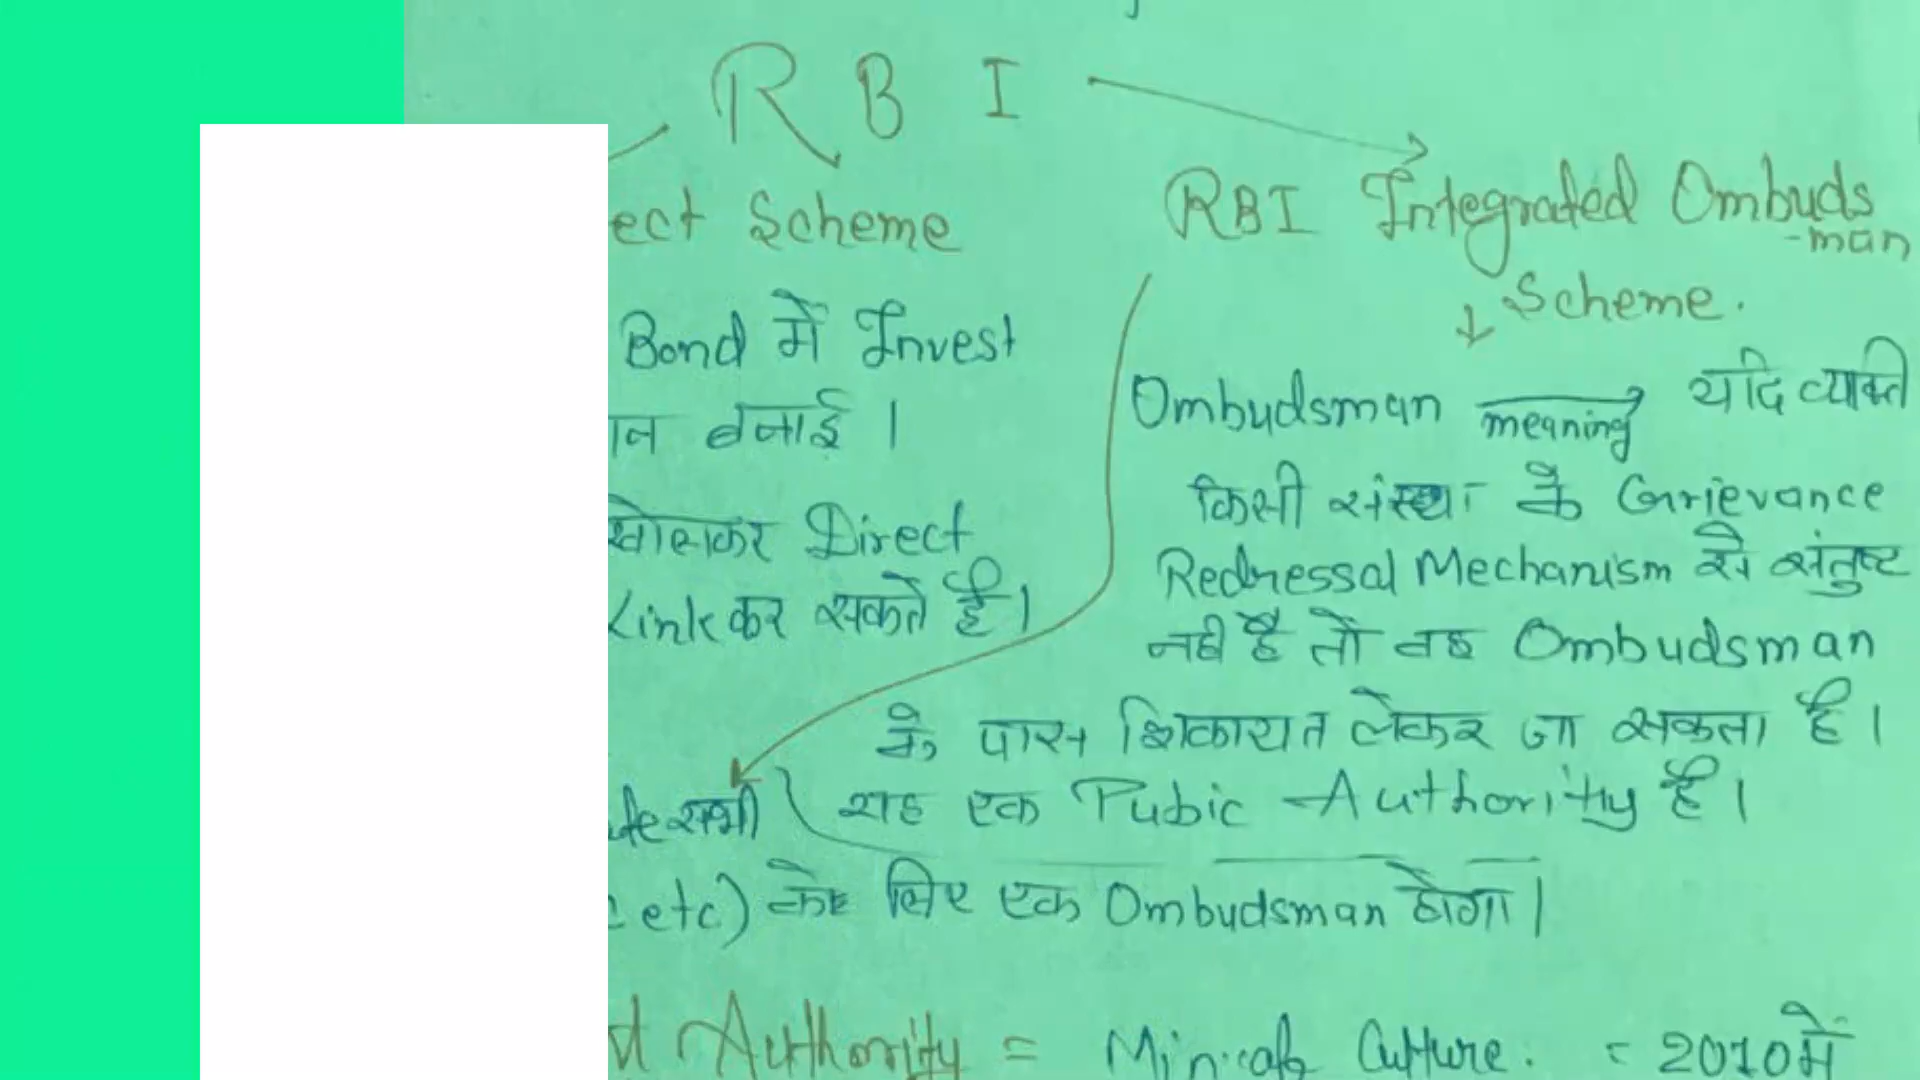 R B I
ect Scheme
RBI Integrated Ombuds
-man
Scheme.
Bond में Invest
न बनाई ।
Ombudsman meaning यदि व्यक्ति
किसी संस्था के Grievance
खोलकर Direct
Redressal Mechanism से संतुष्ट
Link कर सकते है।
नही है तो वह Ombudsman
के पास शिकायत लेकर जा सकता है।
सभी
यह एक Pubic Authority है।
etc) के लिए एक Ombudsman होगा।
Authority = Culture. = 2010 में